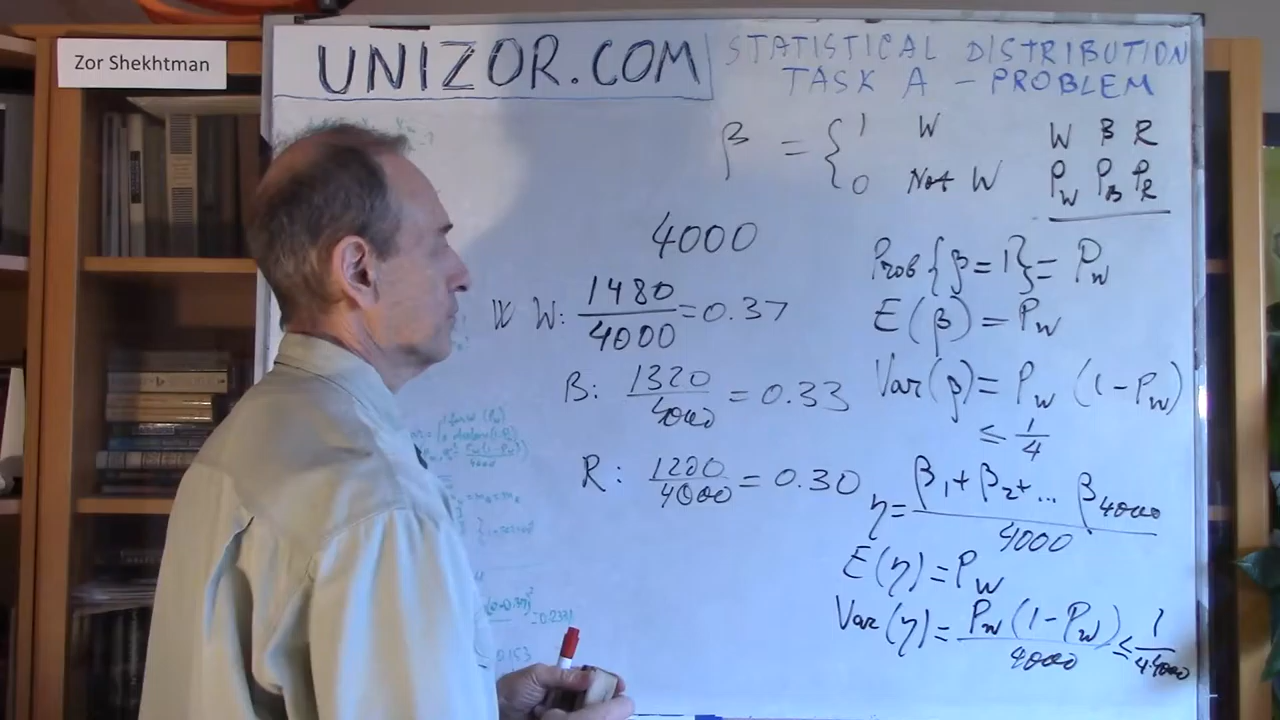 Zor Shekhtman
UNIZOR.COM
STATISTICAL DISTRIBUTION
TASK A - PROBLEM
β = { 1 W
0 Not W
W B R
P_W P_B P_R
4000
W W: 1480/4000 = 0.37
B: 1320/4000 = 0.33
R: 1200/4000 = 0.30
Prob{β=1} = P_W
E(β) = P_W
Var(β) = P_W (1-P_W)
≤ 1/4
η = (β_1 + β_2 + ... β_4000)/4000
E(η) = P_W
Var(η) = P_W (1-P_W)/4000 ≤ 1/(4·4000)